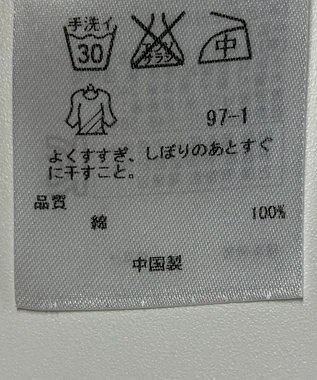 手洗イ
30
エンソ
サラシ
中
97-1
よくすすぎ、しぼりのあとすぐ
に干すこと。
品質
綿 100%
中国製